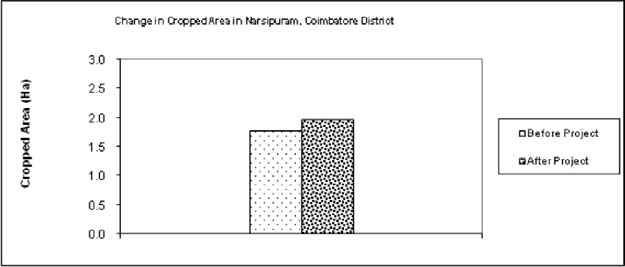 Change in Cropped Area in Narsipuram, Coimbatore District
Cropped Area (Ha)
3.0
2.5
2.0
1.5
1.0
0.5
0.0
Before Project
After Project